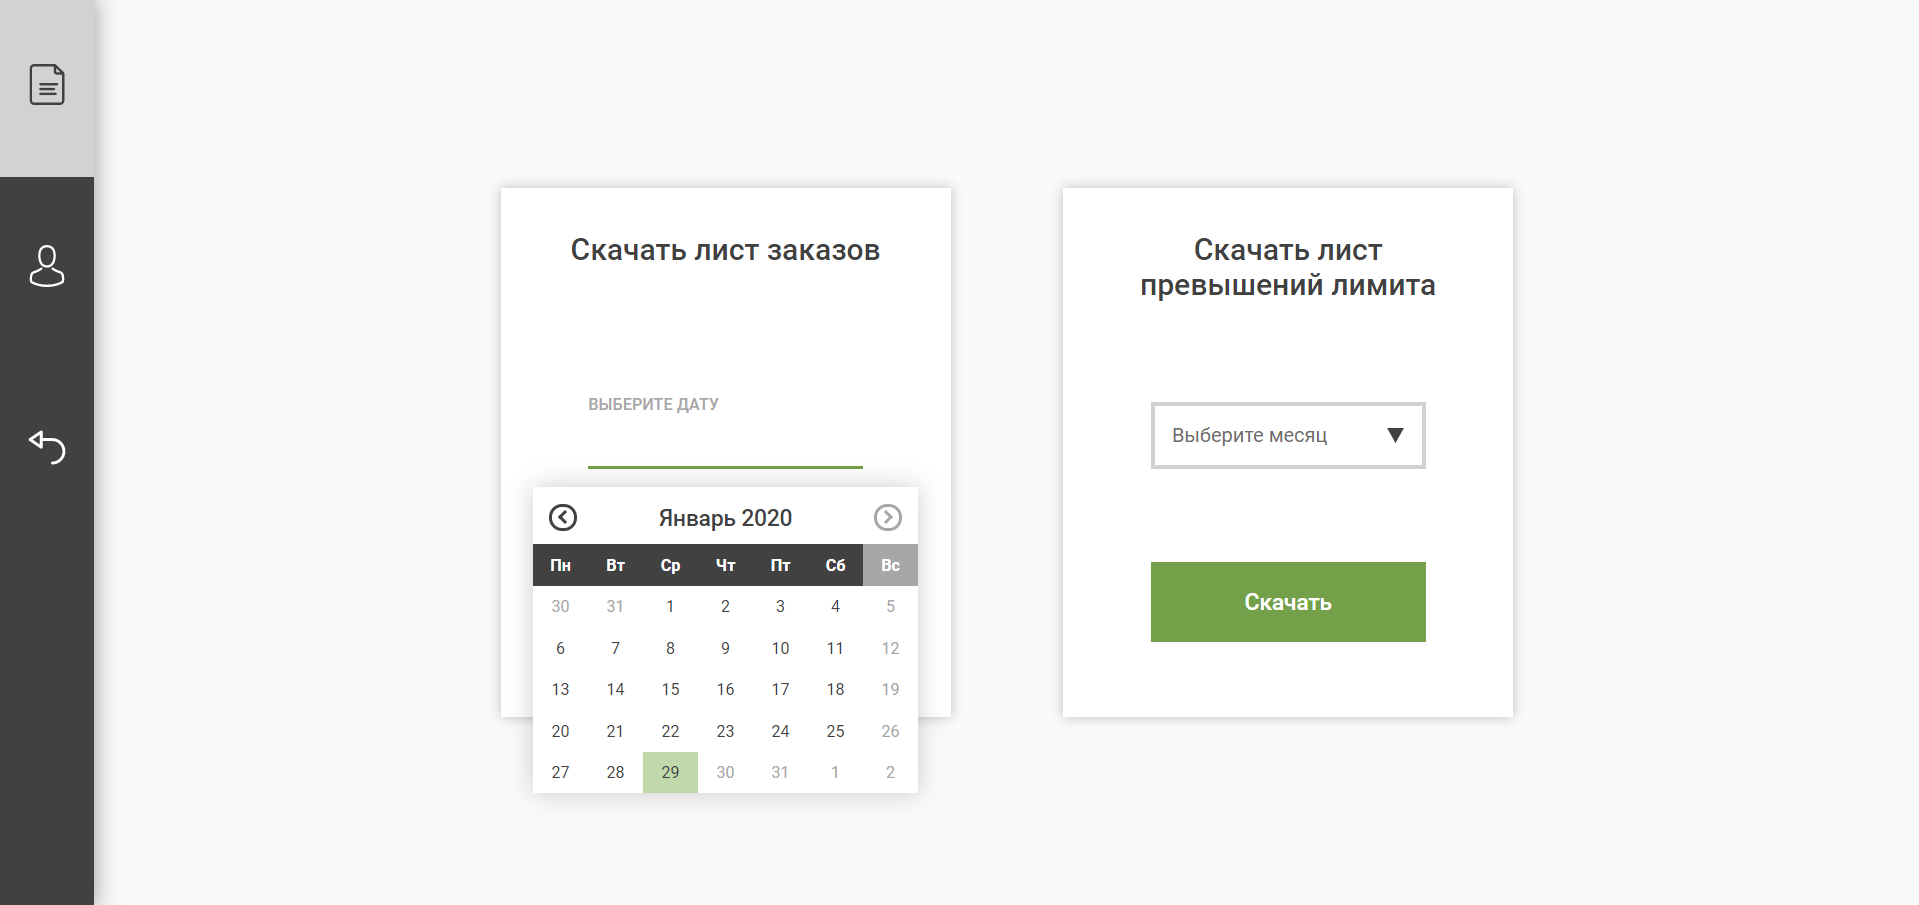 Скачать лист заказов
ВЫБЕРИТЕ ДАТУ
Январь 2020
Пн Вт Ср Чт Пт Сб Вс
30 31 1 2 3 4 5
6 7 8 9 10 11 12
13 14 15 16 17 18 19
20 21 22 23 24 25 26
27 28 29 30 31 1 2
Скачать лист
превышений лимита
Выберите месяц
Скачать